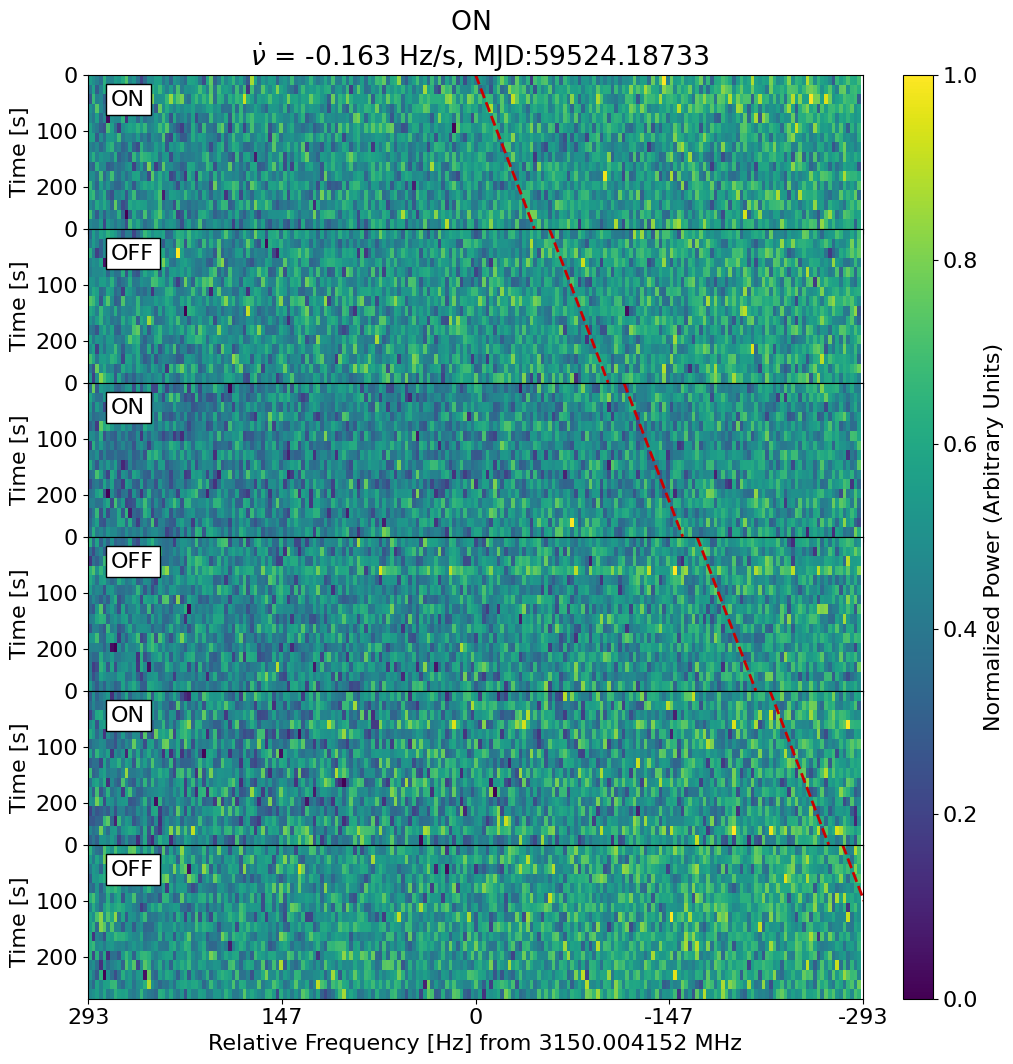 ON
ν̇ = -0.163 Hz/s, MJD:59524.18733
0
ON
100
Time [s]
200
0
OFF
100
Time [s]
200
0
ON
100
Time [s]
200
0
OFF
100
Time [s]
200
0
ON
100
Time [s]
200
0
OFF
100
Time [s]
200
293 147 0 -147 -293
Relative Frequency [Hz] from 3150.004152 MHz
1.0
0.8
0.6
0.4
0.2
0.0
Normalized Power (Arbitrary Units)